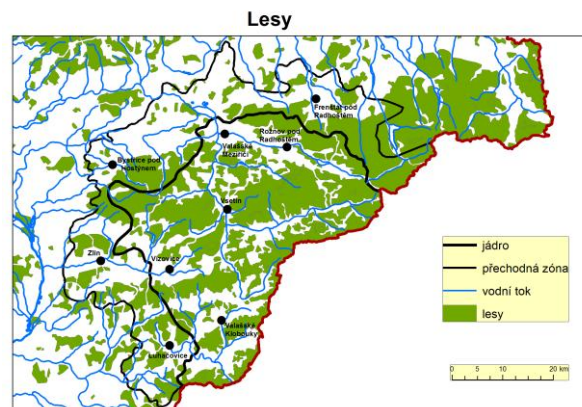 Lesy
Frenštát pod
Radhoštěm
Rožnov pod
Radhoštěm
Valašské
Meziříčí
Bystřice pod
Hostýnem
Vsetín
Zlín
Vizovice
Valašské
Klobouky
Luhačovice
jádro
přechodná zóna
vodní tok
lesy
0 5 10 20 km